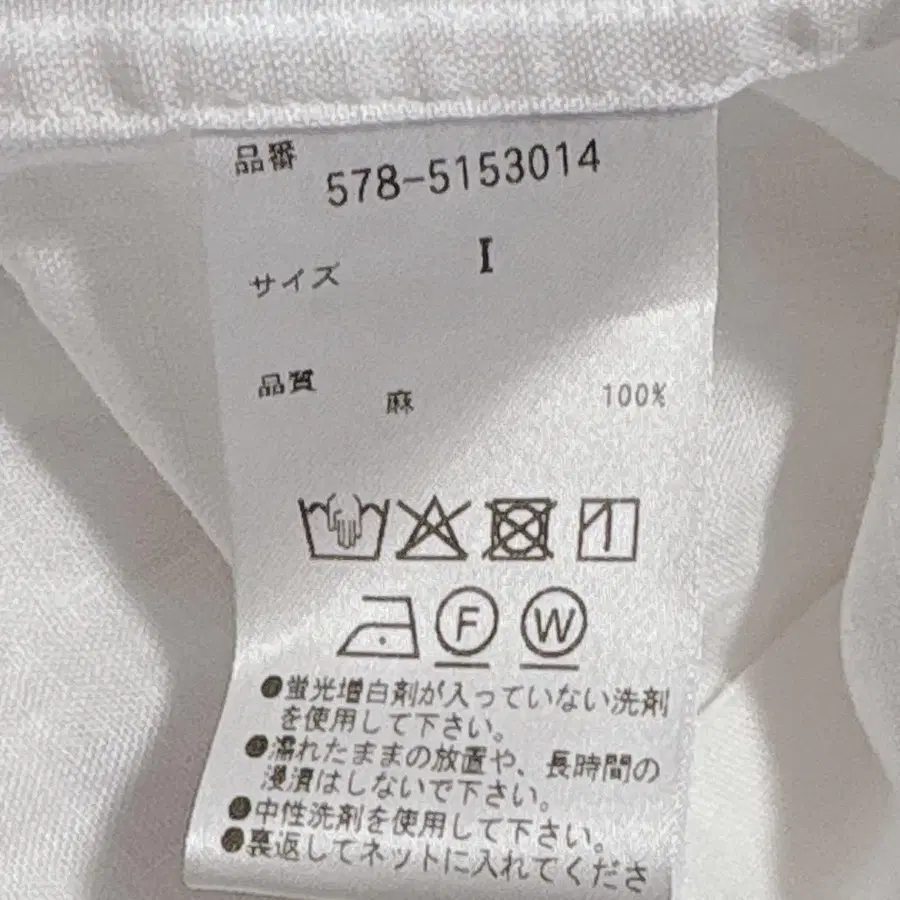 品番 578-5153014
サイズ I
品質 麻 100%
F W
●蛍光増白剤が入っていない洗剤
を使用して下さい。
●濡れたままの放置や、長時間の
浸漬はしないで下さい。
●中性洗剤を使用して下さい。
●裏返してネットに入れてくださ